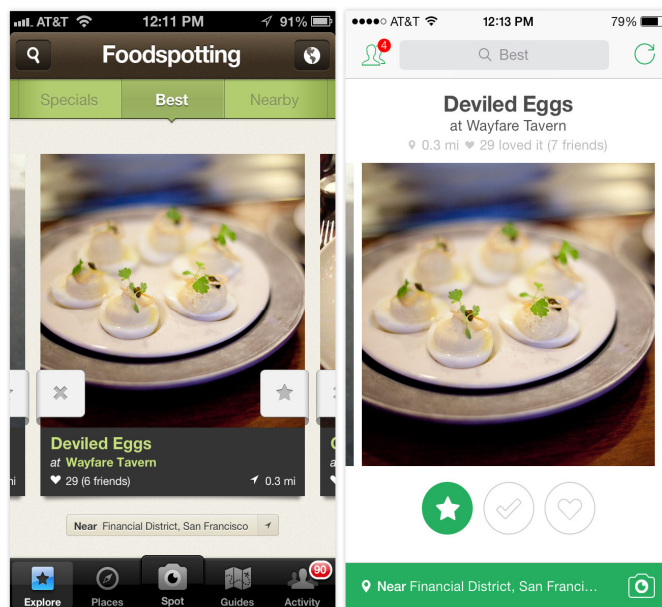 AT&T 12:11 PM 91%
Foodspotting
Specials Best Nearby
Deviled Eggs
at Wayfare Tavern
29 (6 friends) 0.3 mi
Near Financial District, San Francisco
90
Explore Places Spot Guides Activity
AT&T 12:13 PM 79%
4
Best
Deviled Eggs
at Wayfare Tavern
0.3 mi 29 loved it (7 friends)
Near Financial District, San Franci...